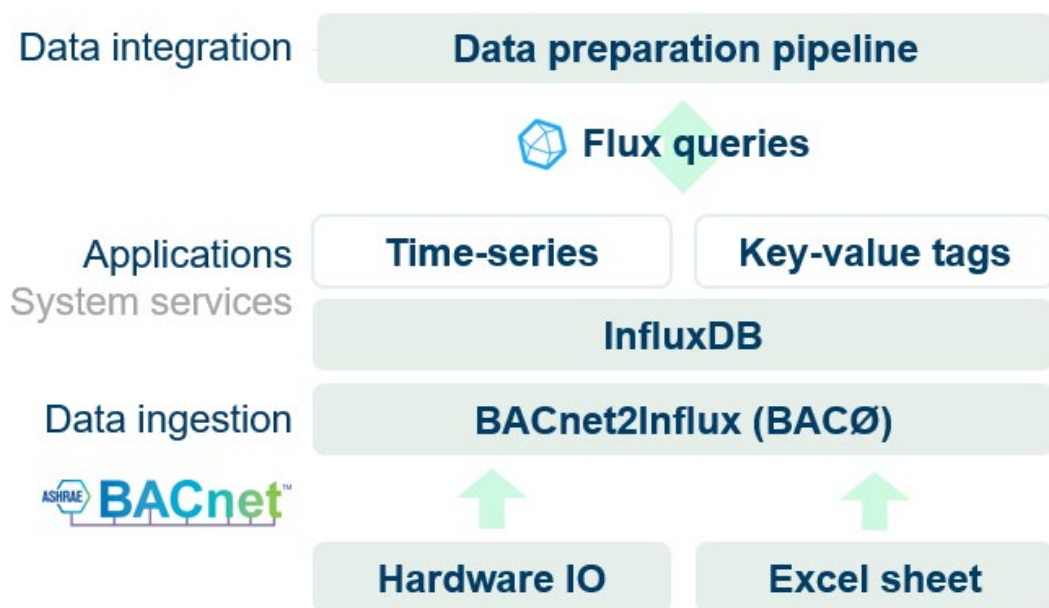 Data integration
Data preparation pipeline
Flux queries
Applications
System services
Time-series
Key-value tags
InfluxDB
Data ingestion
BACnet2Influx (BACØ)
ASHRAE BACnet™
Hardware IO
Excel sheet